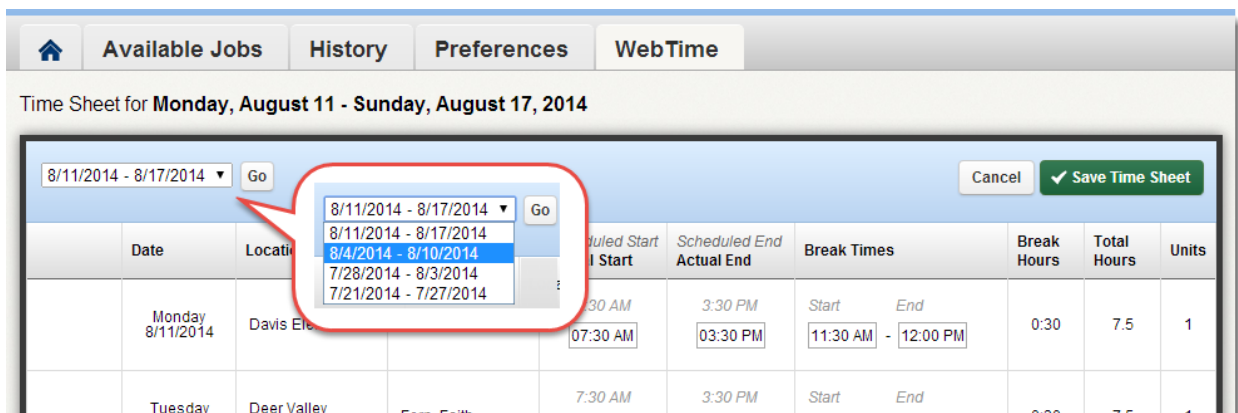 Available Jobs History Preferences WebTime
Time Sheet for Monday, August 11 - Sunday, August 17, 2014
8/11/2014 - 8/17/2014 Go Cancel Save Time Sheet
8/11/2014 - 8/17/2014 Go
8/11/2014 - 8/17/2014
8/4/2014 - 8/10/2014
7/28/2014 - 8/3/2014
7/21/2014 - 7/27/2014
Date Start Scheduled End Break Times Break Total Units
Start Actual End Hours Hours
Monday Davis 3:30 PM Start End 0:30 7.5 1
8/11/2014 07:30 AM 03:30 PM 11:30 AM - 12:00 PM
Tuesday Deer Valley 7:30 AM 3:30 PM Start End